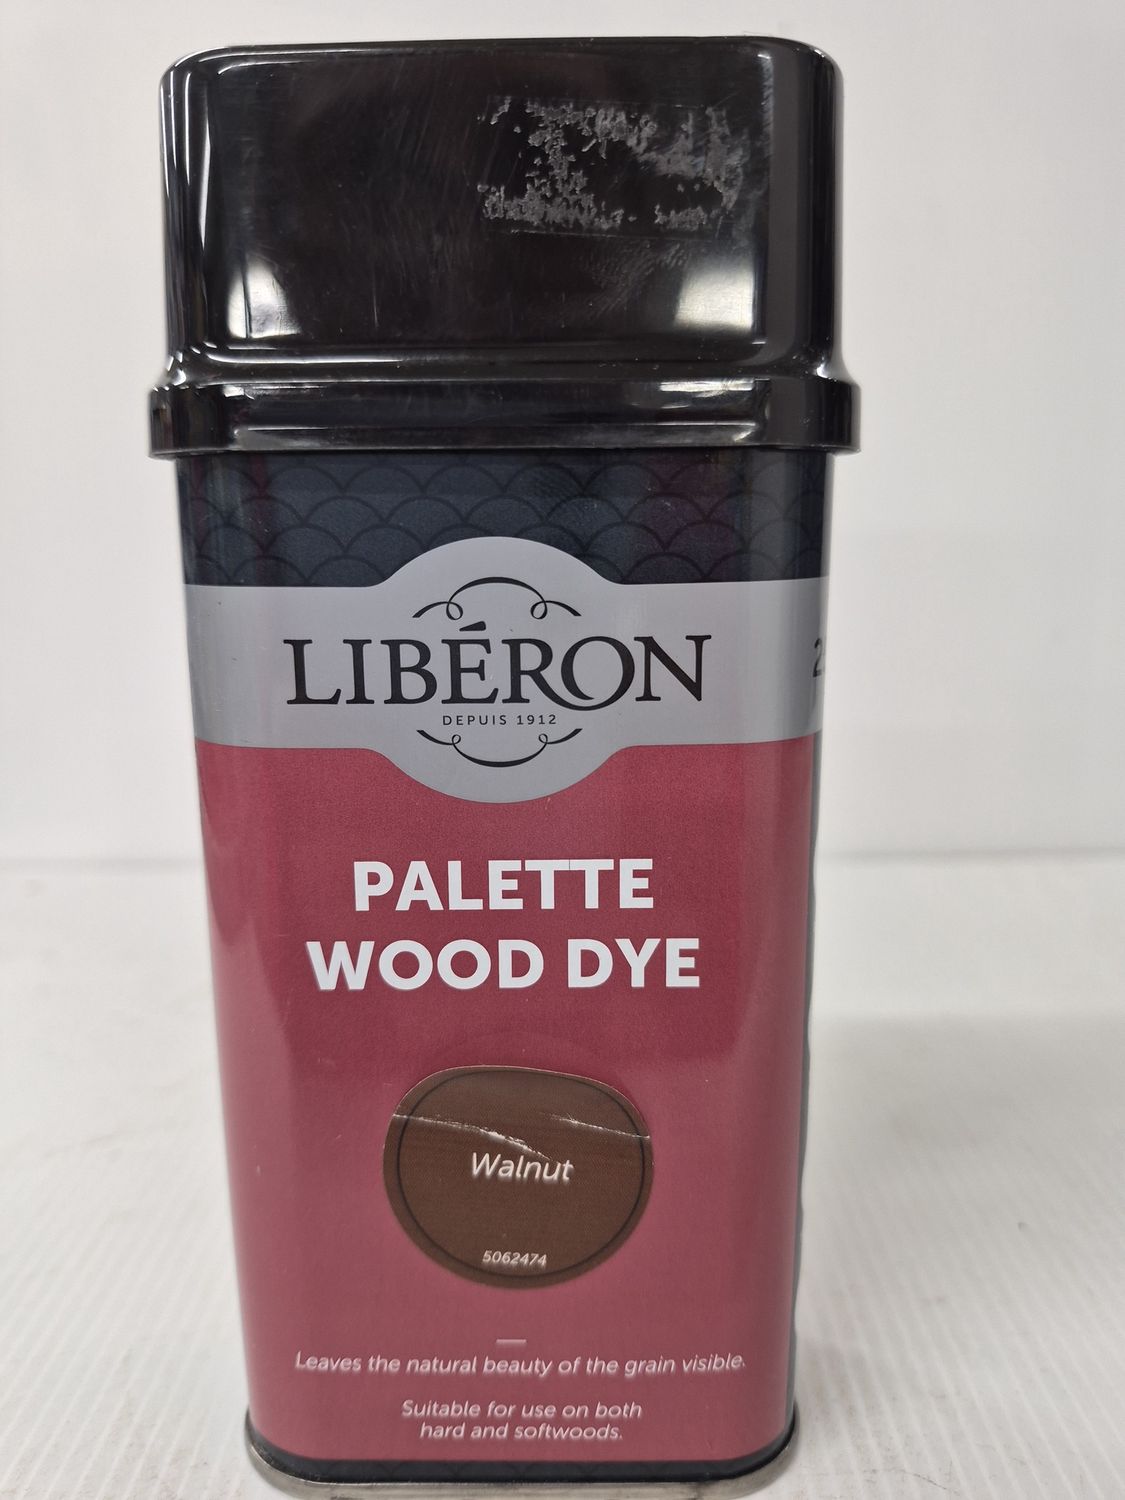 LIBÉRON
DEPUIS 1912
PALETTE
WOOD DYE
Walnut
5062474
Leaves the natural beauty of the grain visible.
Suitable for use on both
hard and softwoods.